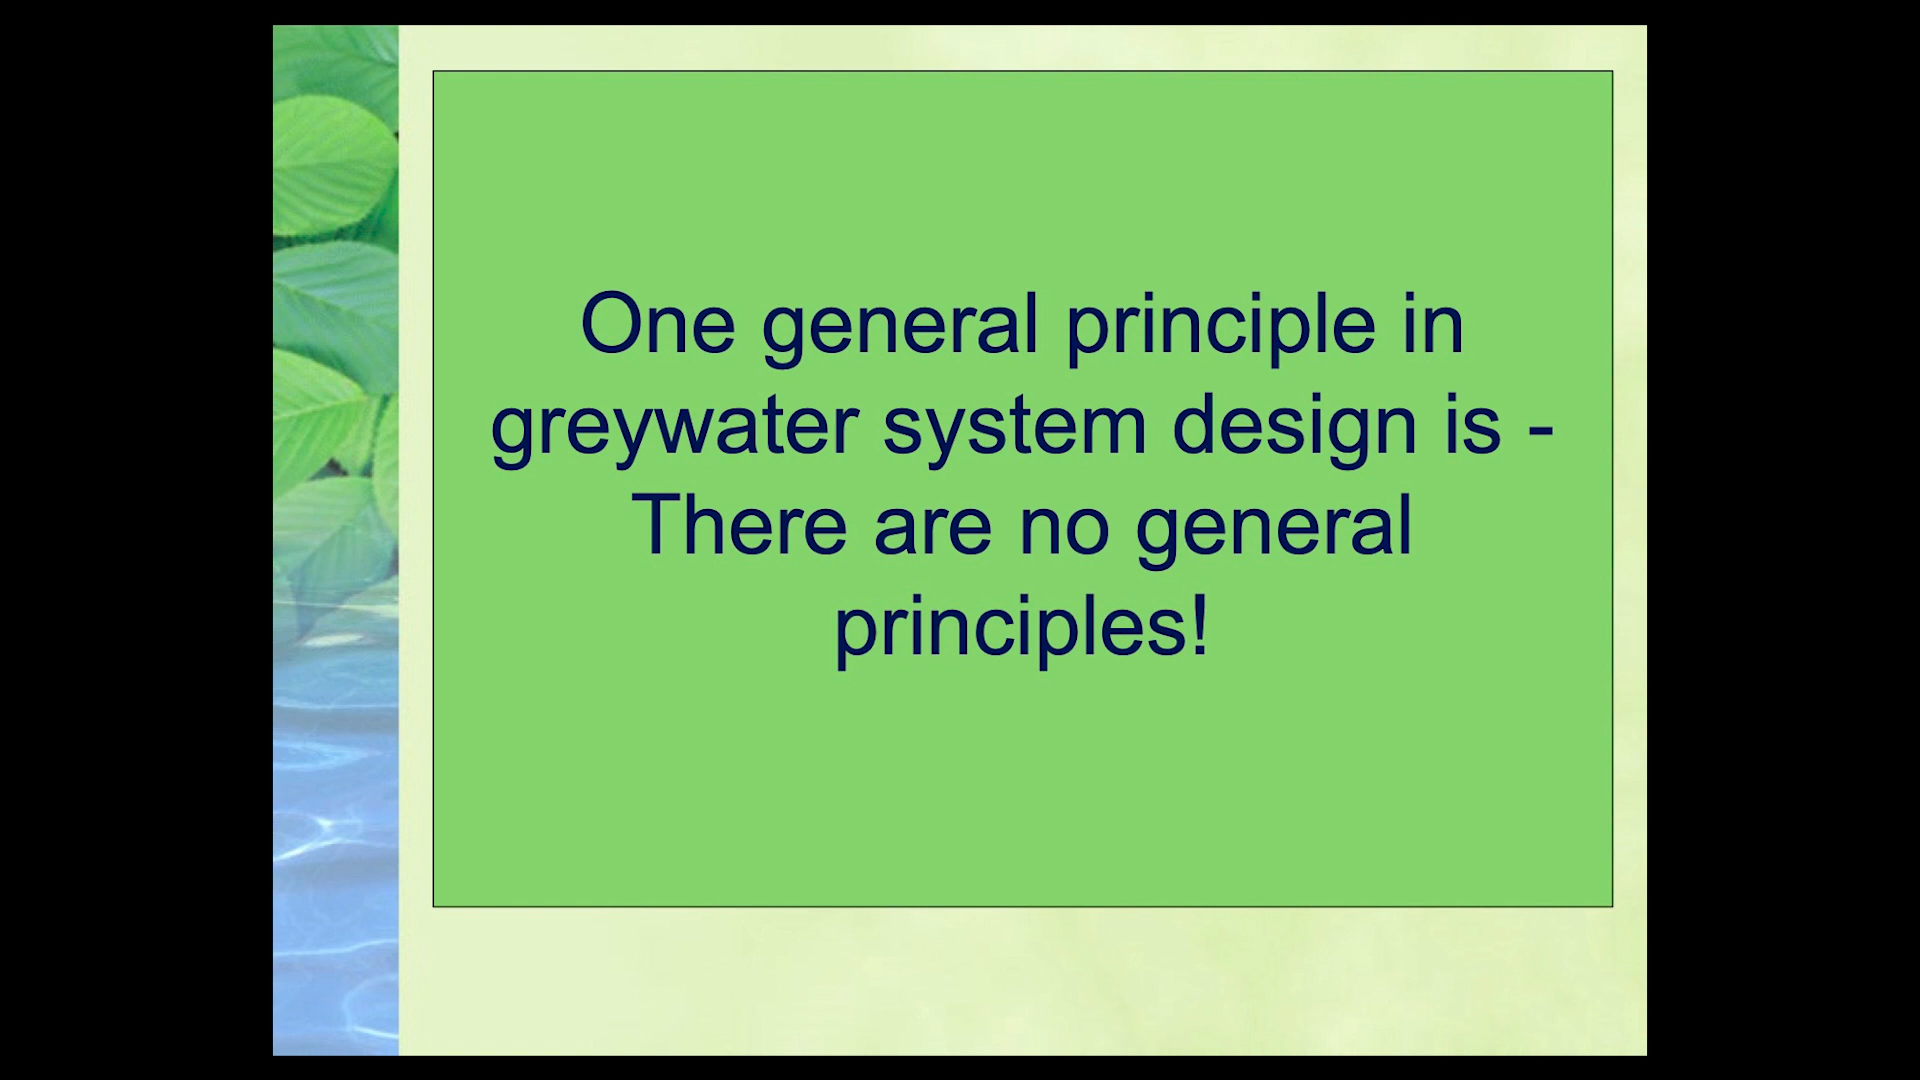 One general principle in
greywater system design is -
There are no general
principles!